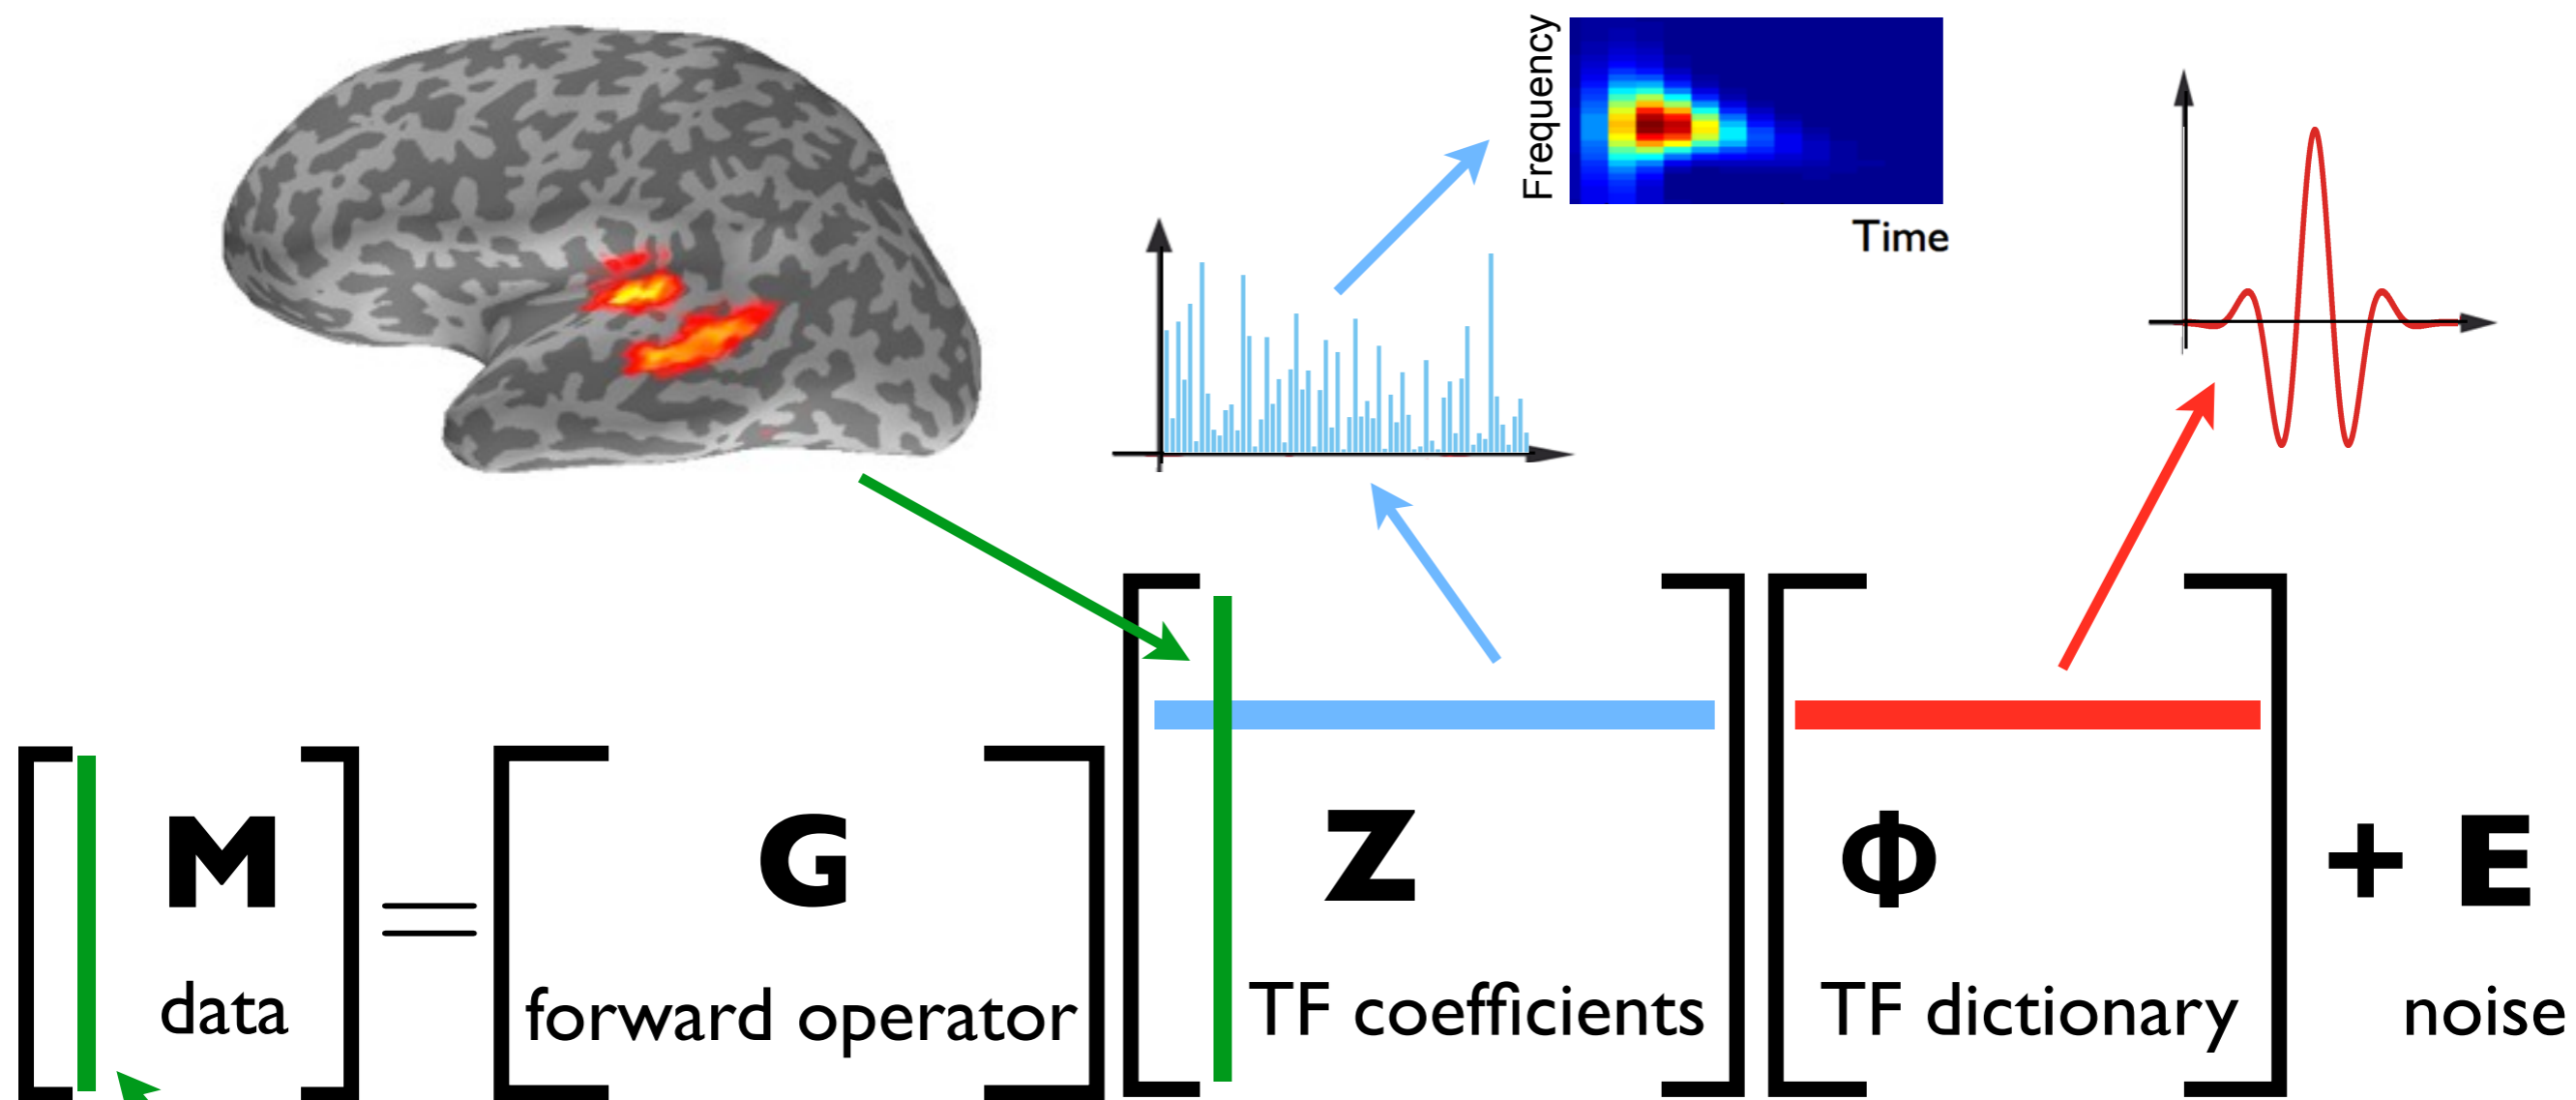 Frequency
Time
M = G Z Φ + E
data forward operator TF coefficients TF dictionary noise